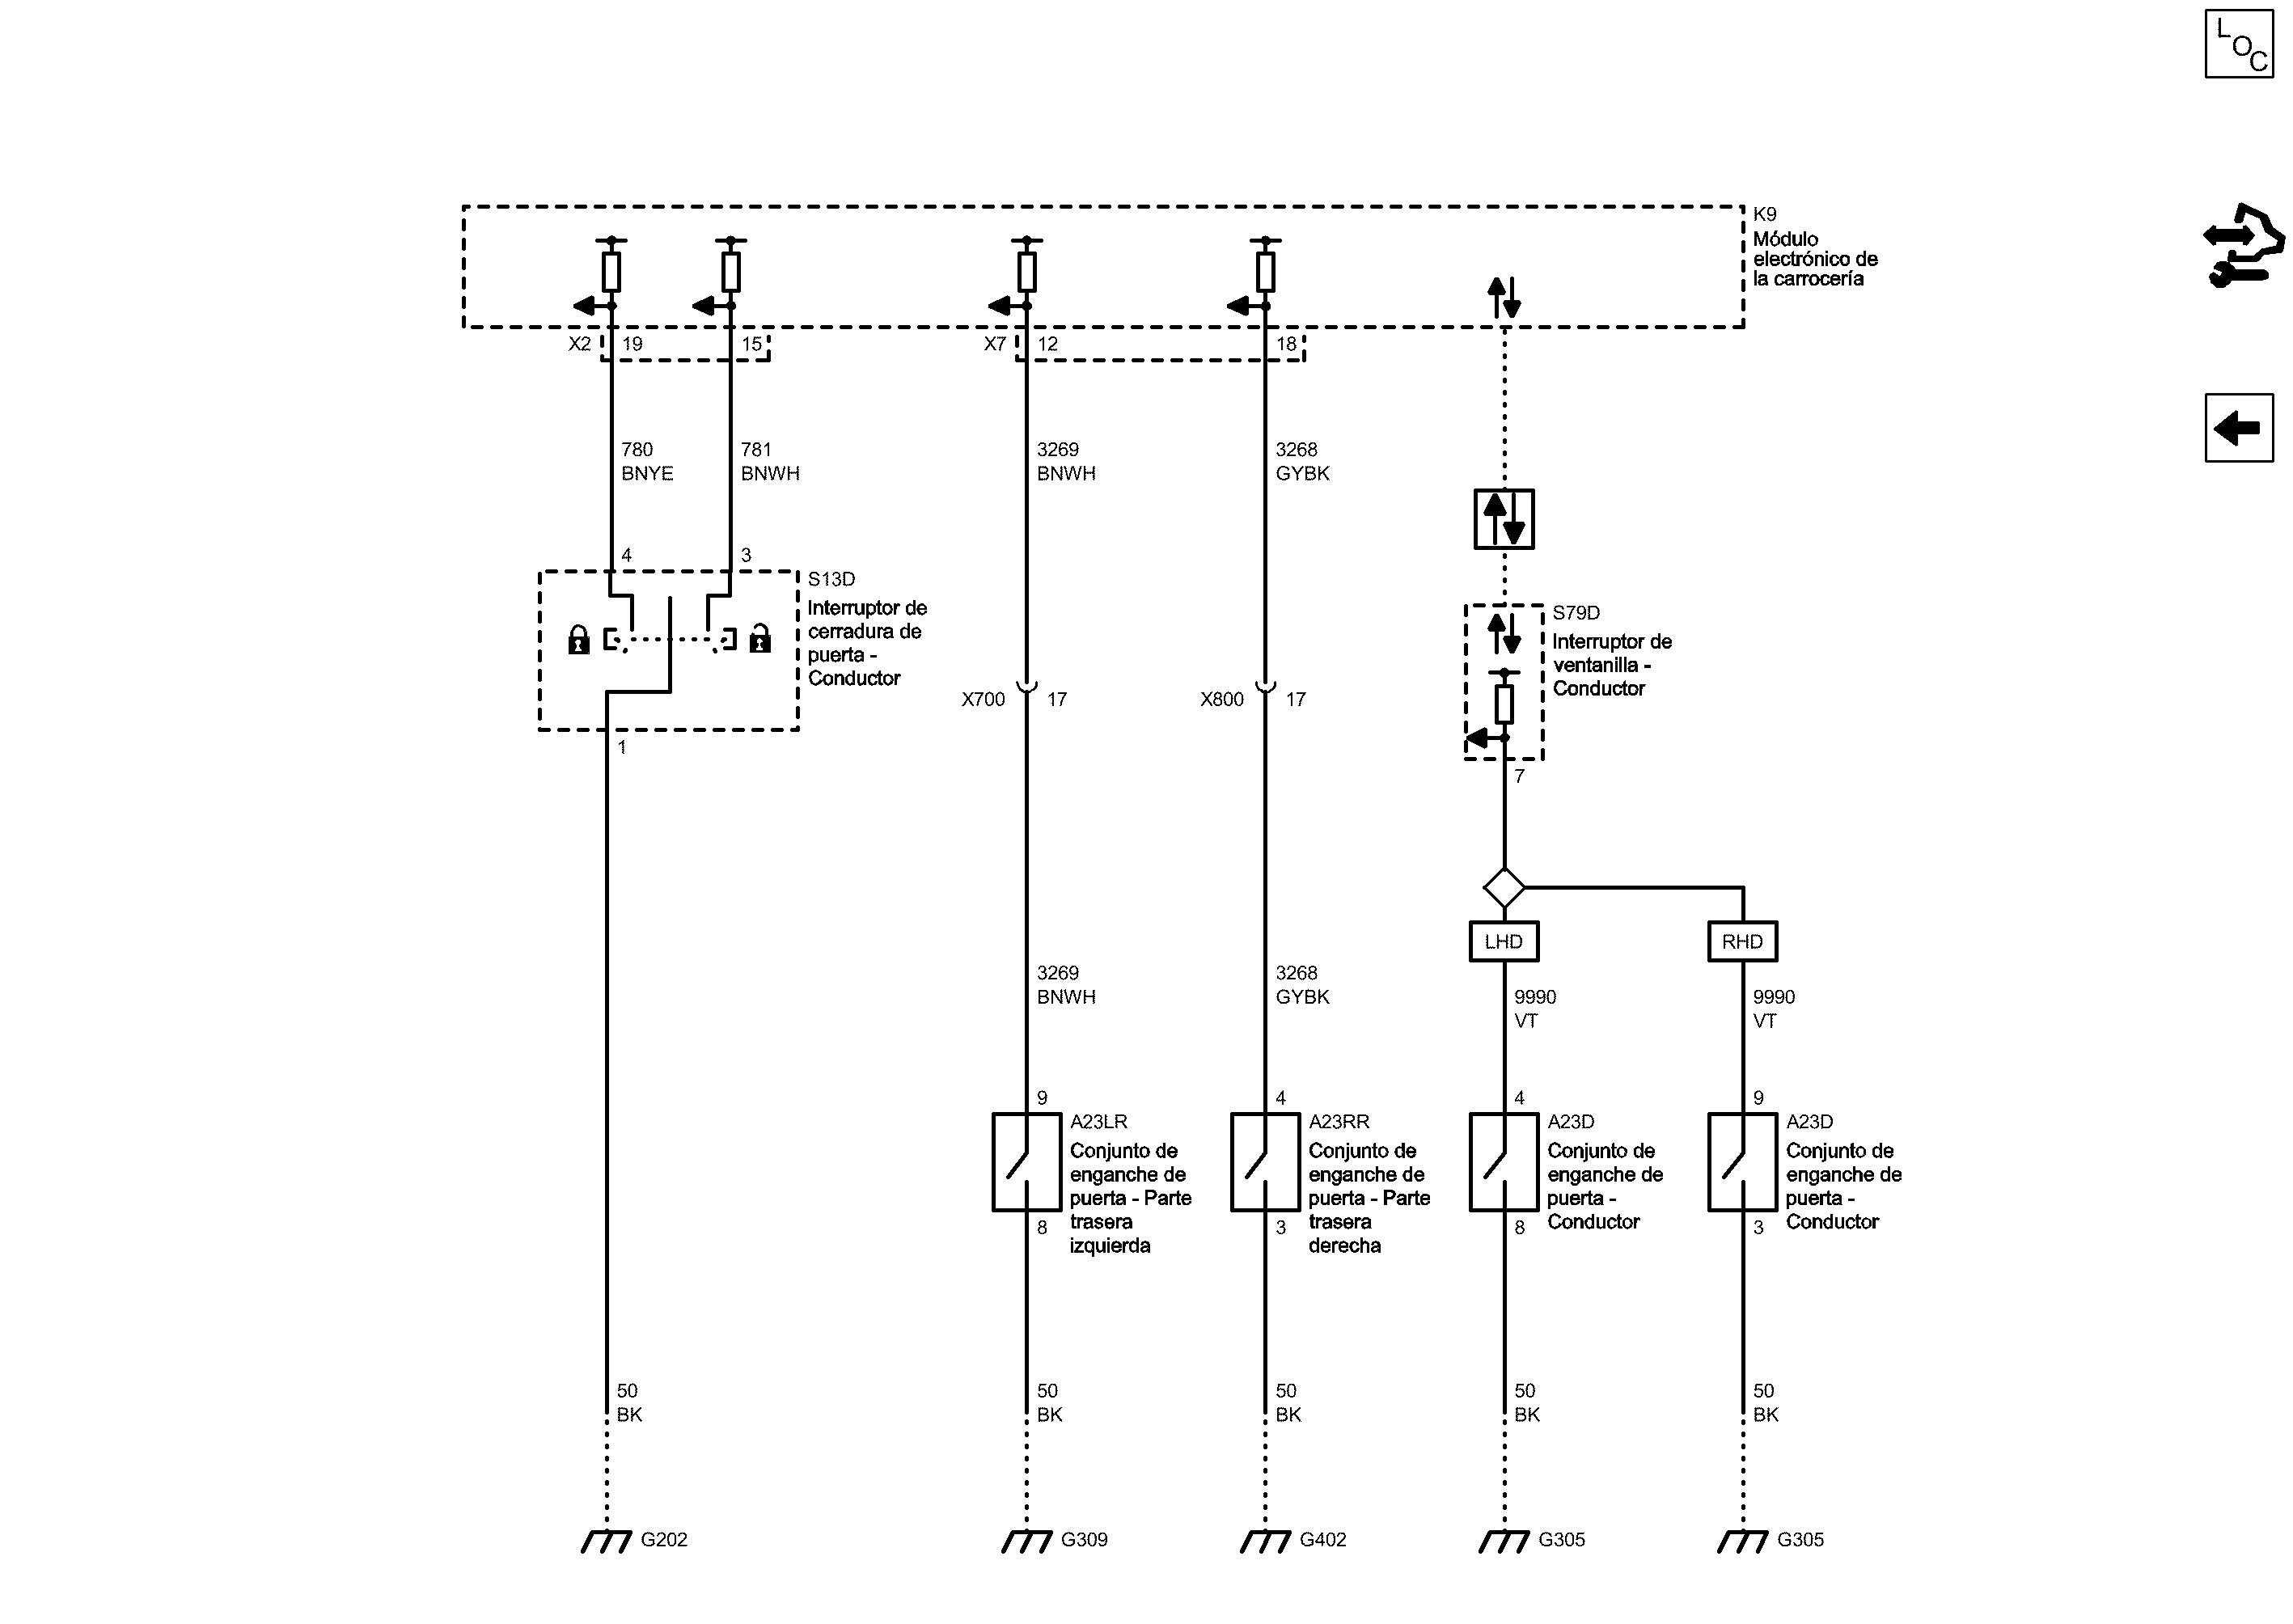 LOC
K9
Módulo
electrónico de
la carrocería
X2 19 15
X7 12 18
780
BNYE
781
BNWH
3269
BNWH
3268
GYBK
4 3
S13D
Interruptor de
cerradura de
puerta -
Conductor
1
X700 17
X800 17
S79D
Interruptor de
ventanilla -
Conductor
7
LHD
RHD
3269
BNWH
3268
GYBK
9990
VT
9990
VT
9
A23LR
Conjunto de
enganche de
puerta - Parte
trasera
izquierda
8
4
A23RR
Conjunto de
enganche de
puerta - Parte
trasera
derecha
3
4
A23D
Conjunto de
enganche de
puerta -
Conductor
8
9
A23D
Conjunto de
enganche de
puerta -
Conductor
3
50
BK
50
BK
50
BK
50
BK
50
BK
G202
G309
G402
G305
G305